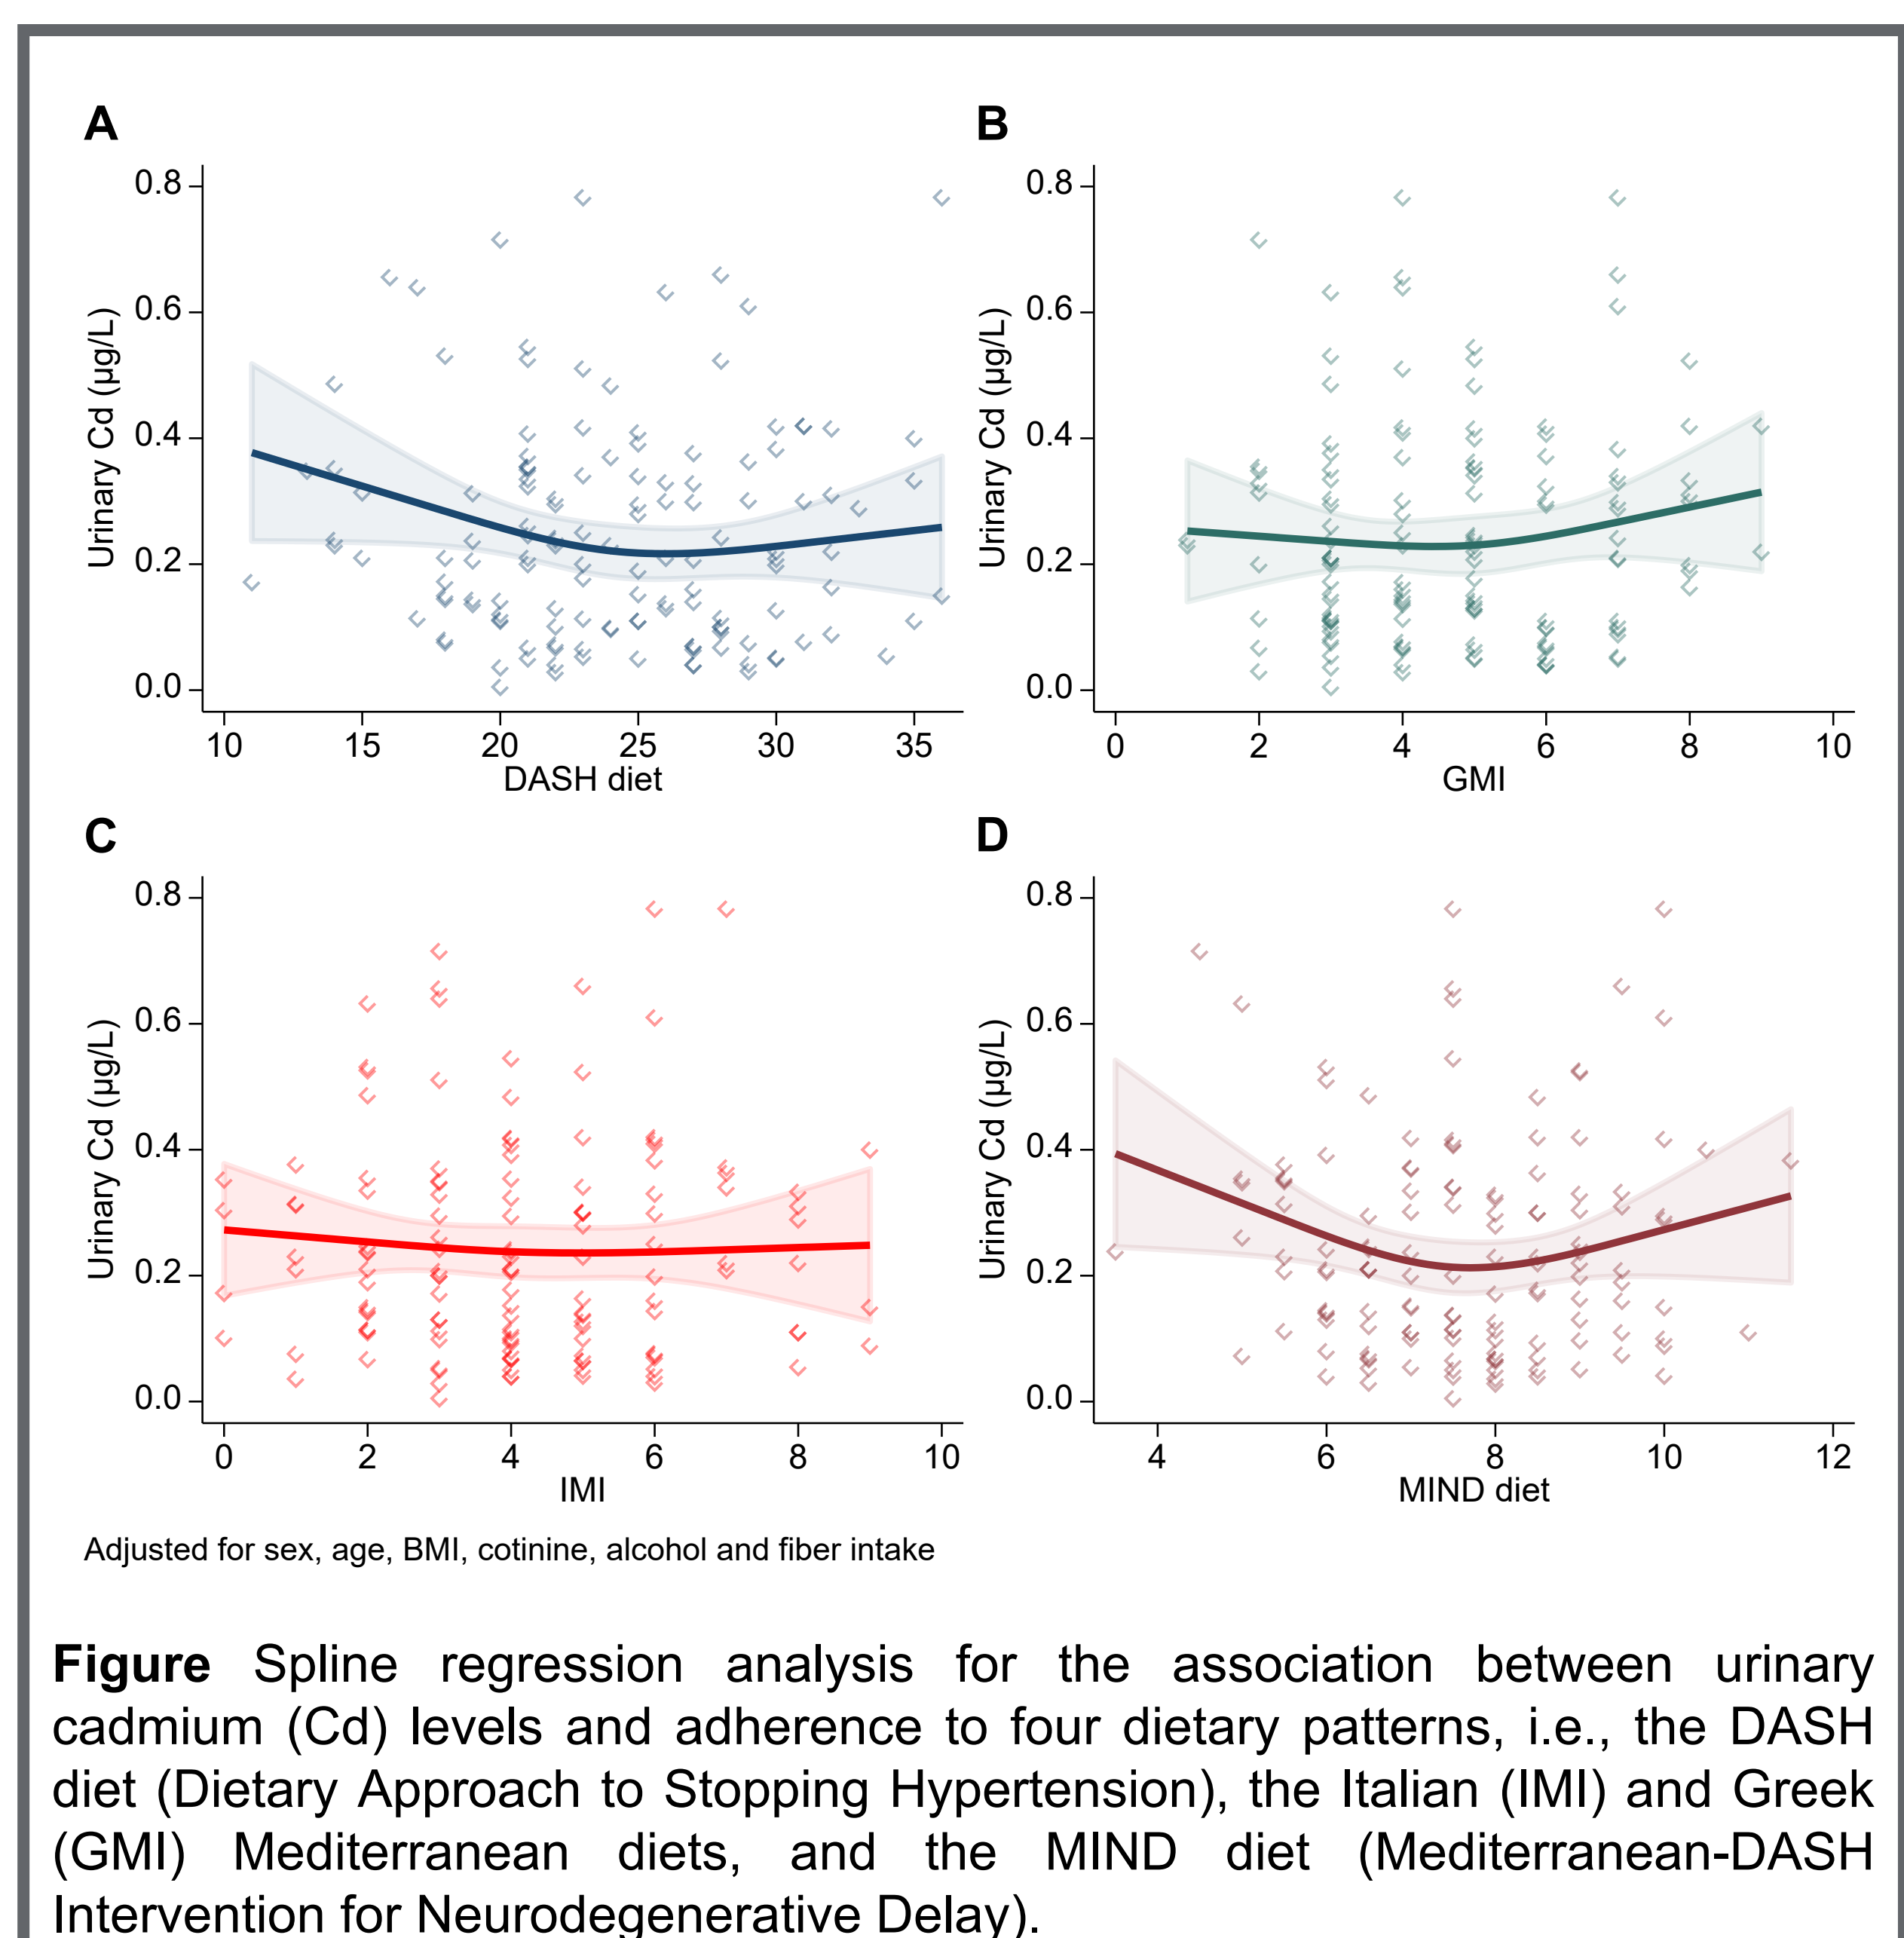 A
0.8
0.6
0.4
0.2
0.0
Urinary Cd (µg/L)
10 15 20 25 30 35
DASH diet
B
0.8
0.6
0.4
0.2
0.0
Urinary Cd (µg/L)
0 2 4 6 8 10
GMI
C
0.8
0.6
0.4
0.2
0.0
Urinary Cd (µg/L)
0 2 4 6 8 10
IMI
D
0.8
0.6
0.4
0.2
0.0
Urinary Cd (µg/L)
4 6 8 10 12
MIND diet
Adjusted for sex, age, BMI, cotinine, alcohol and fiber intake
Figure Spline regression analysis for the association between urinary
cadmium (Cd) levels and adherence to four dietary patterns, i.e., the DASH
diet (Dietary Approach to Stopping Hypertension), the Italian (IMI) and Greek
(GMI) Mediterranean diets, and the MIND diet (Mediterranean-DASH
Intervention for Neurodegenerative Delay).